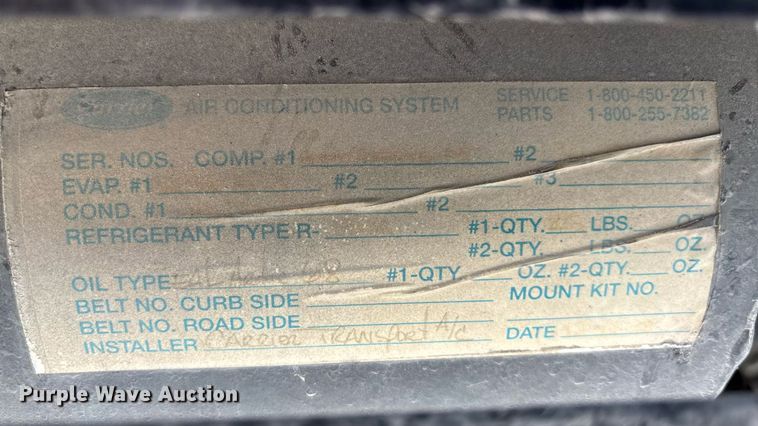 AIR CONDITIONING SYSTEM SERVICE 1-800-450-2211
PARTS 1-800-255-7382
SER. NOS. COMP. #1 #2
EVAP. #1 #2 #3
COND. #1 #2
REFRIGERANT TYPE R- #1-QTY. LBS. OZ.
#2-QTY. LBS. OZ.
OIL TYPE #1-QTY OZ. #2-QTY. OZ.
BELT NO. CURB SIDE MOUNT KIT NO.
BELT NO. ROAD SIDE
INSTALLER CARRIER TRANSPORT A/C DATE
Purple Wave Auction